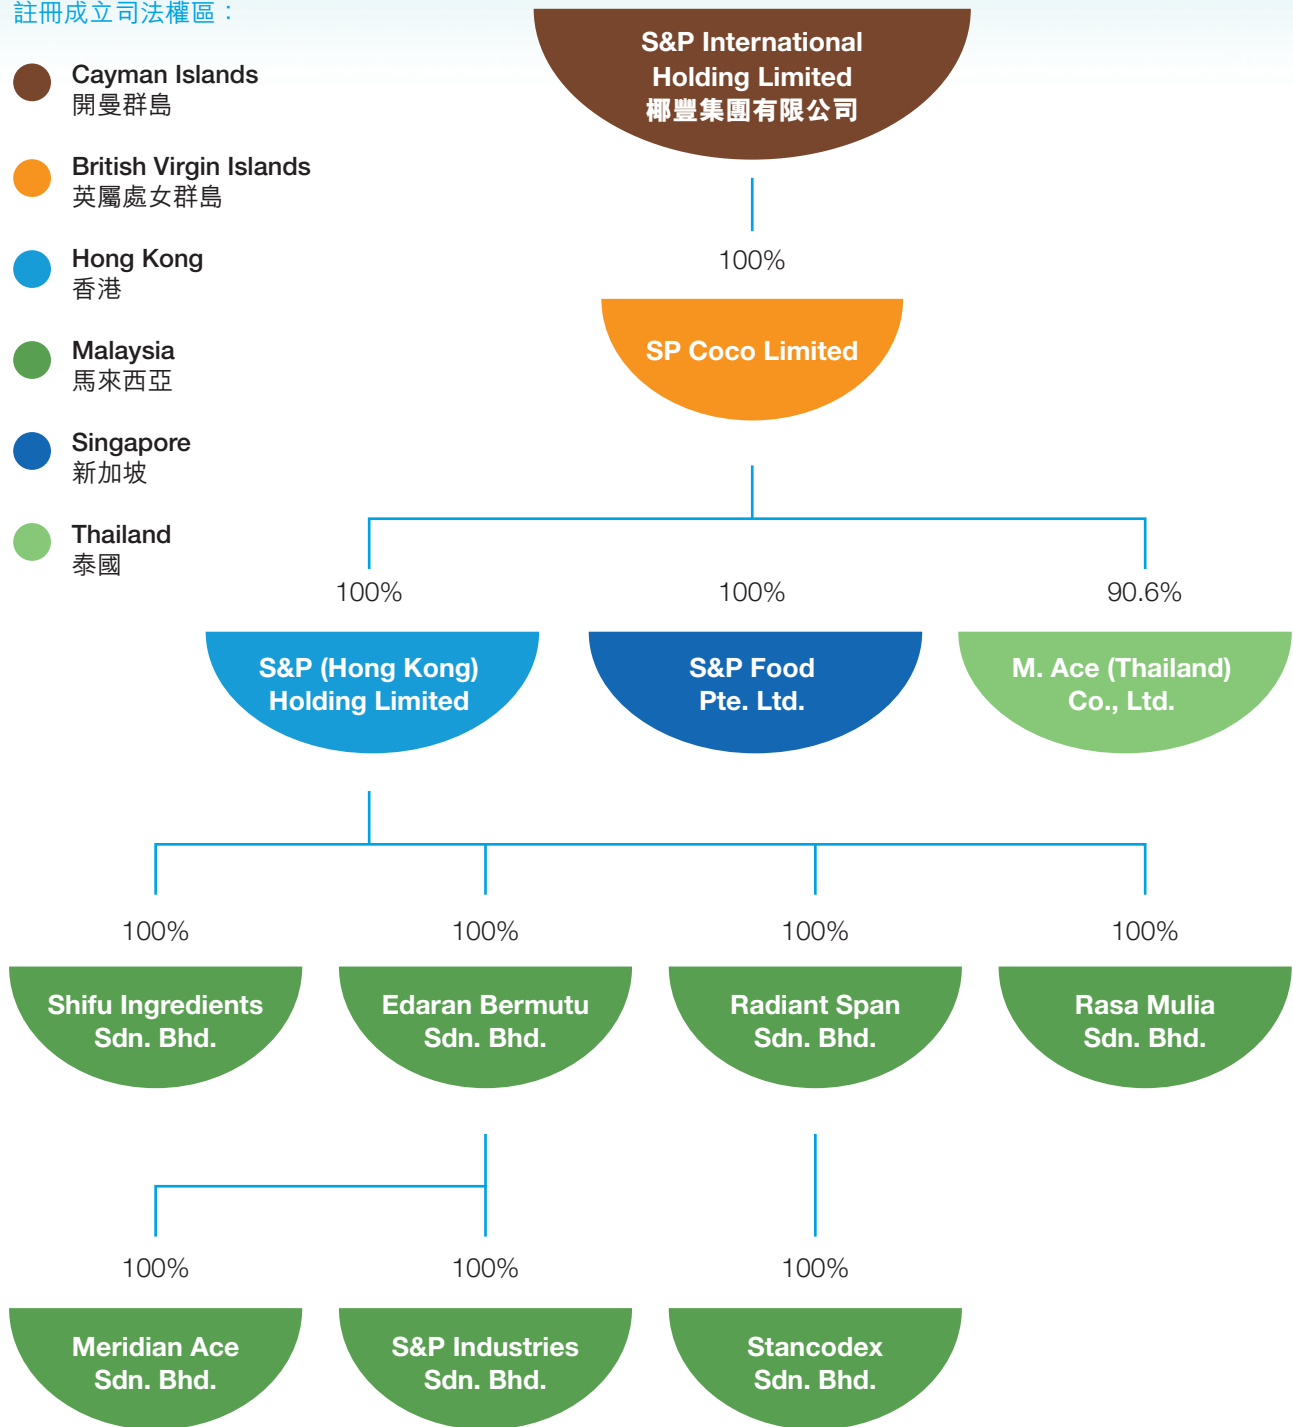 註冊成立司法權區：
Cayman Islands
開曼群島
British Virgin Islands
英屬處女群島
Hong Kong
香港
Malaysia
馬來西亞
Singapore
新加坡
Thailand
泰國
S&P International
Holding Limited
椰豐集團有限公司
100%
SP Coco Limited
100%
100%
90.6%
S&P (Hong Kong)
Holding Limited
S&P Food
Pte. Ltd.
M. Ace (Thailand)
Co., Ltd.
100%
100%
100%
100%
Shifu Ingredients
Sdn. Bhd.
Edaran Bermutu
Sdn. Bhd.
Radiant Span
Sdn. Bhd.
Rasa Mulia
Sdn. Bhd.
100%
100%
100%
Meridian Ace
Sdn. Bhd.
S&P Industries
Sdn. Bhd.
Stancodex
Sdn. Bhd.